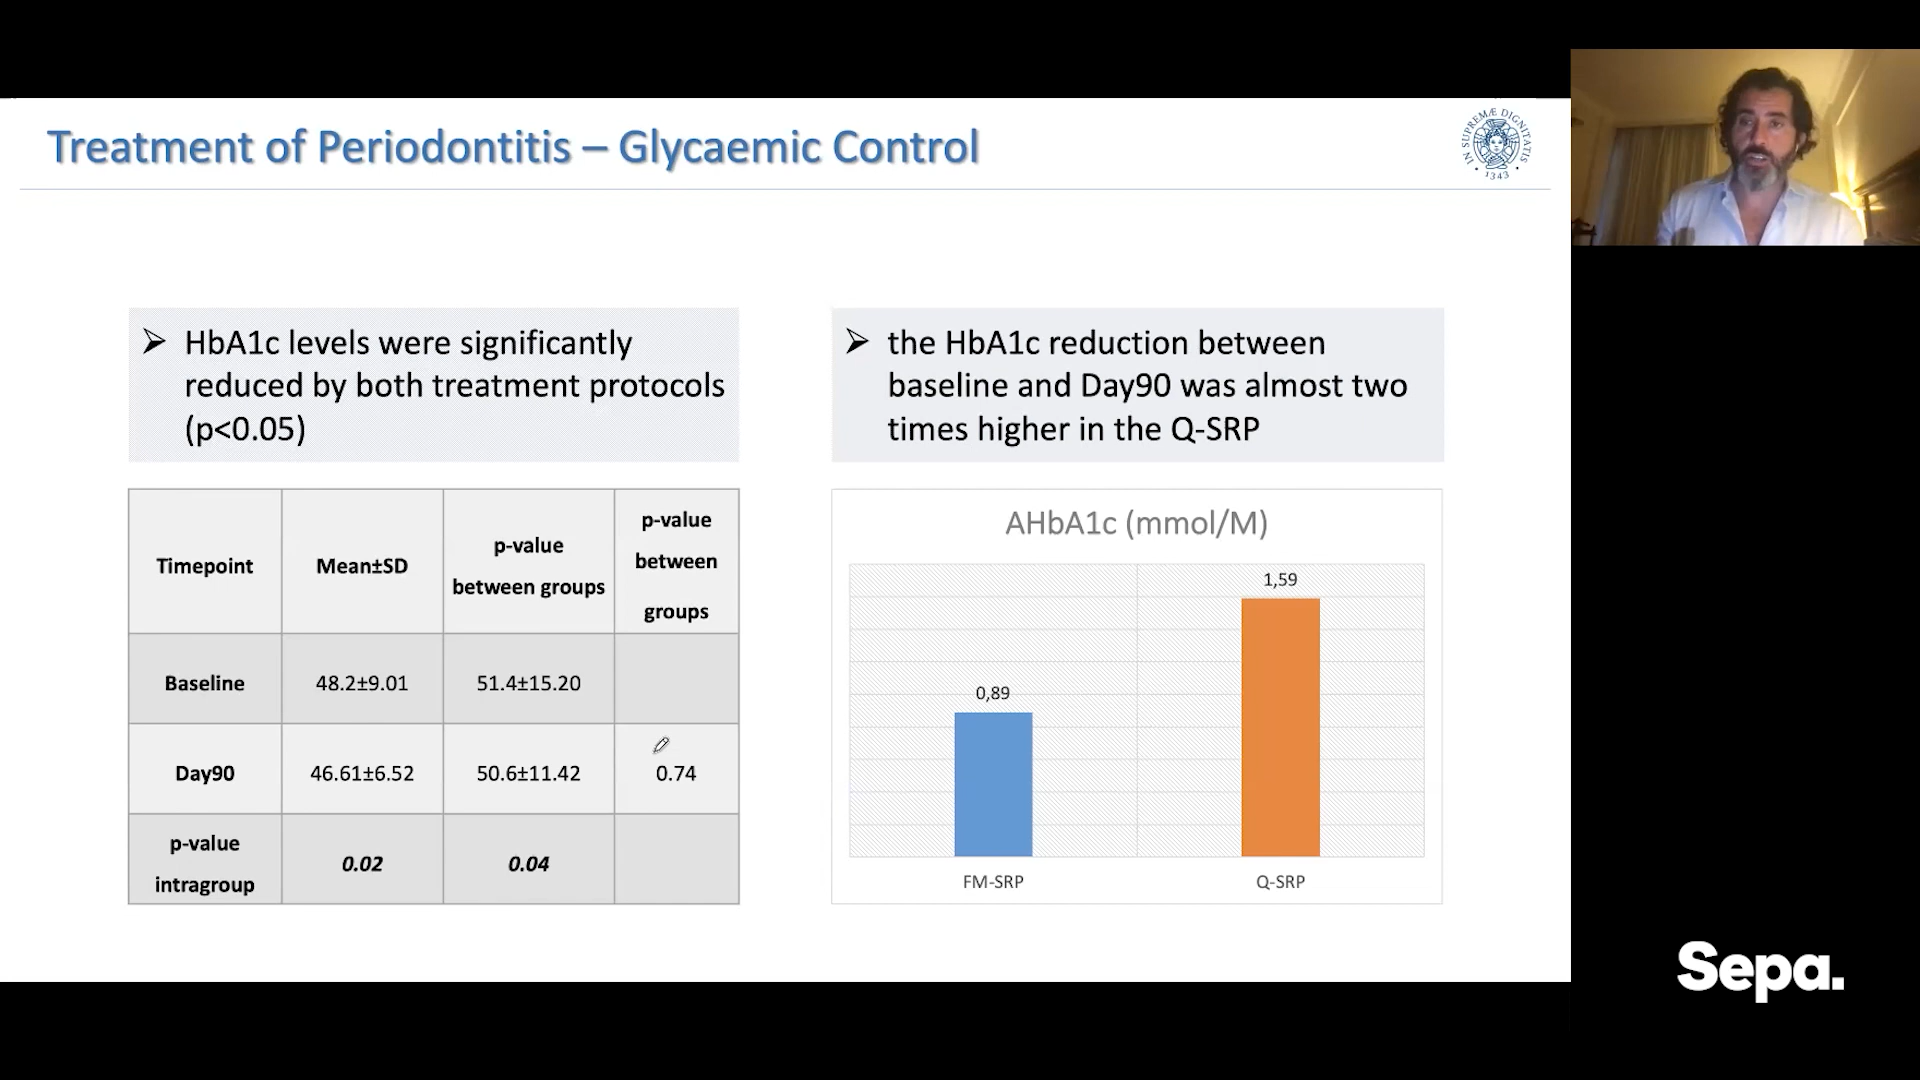 Treatment of Periodontitis – Glycaemic Control
IN SUPREMÆ DIGNITATIS
• 1343 •
➢ HbA1c levels were significantly
reduced by both treatment protocols
(p<0.05)
➢ the HbA1c reduction between
baseline and Day90 was almost two
times higher in the Q-SRP
Timepoint
Mean±SD
p-value
between groups
p-value
between
groups
Baseline
48.2±9.01
51.4±15.20
Day90
46.61±6.52
50.6±11.42
0.74
p-value
intragroup
0.02
0.04
AHbA1c (mmol/M)
0,89
1,59
FM-SRP
Q-SRP
Sepa.